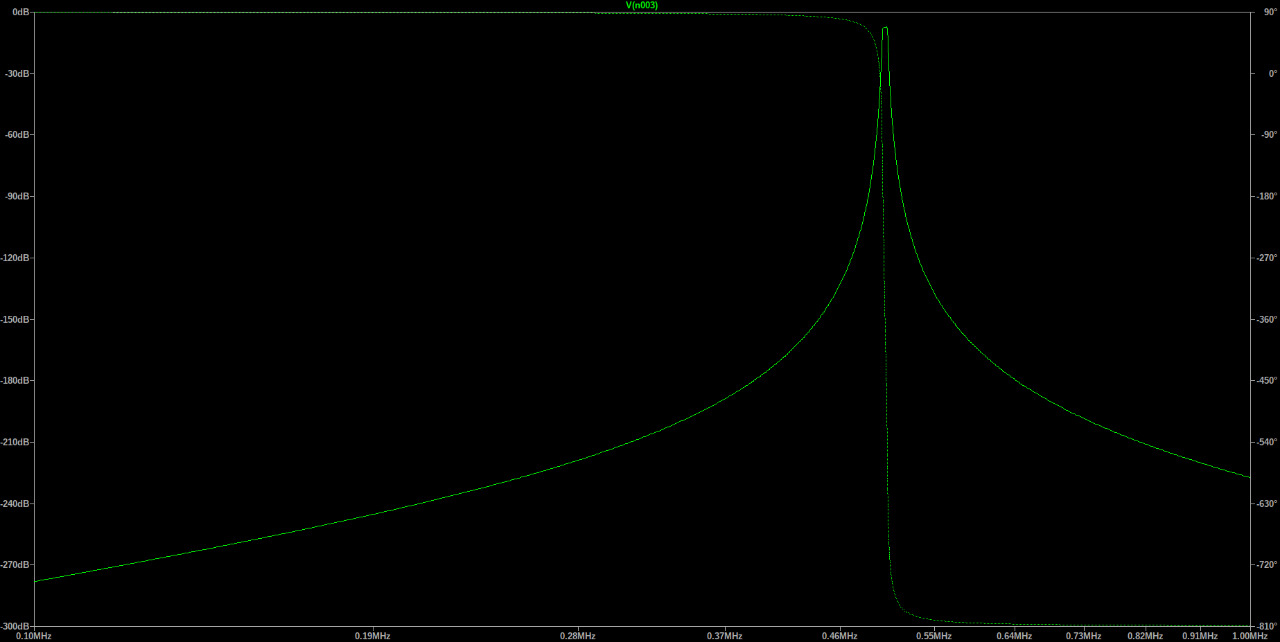 V(n003)
0dB 90°
-30dB 0°
-60dB -90°
-90dB -180°
-120dB -270°
-150dB -360°
-180dB -450°
-210dB -540°
-240dB -630°
-270dB -720°
-300dB -810°
0.10MHz 0.19MHz 0.28MHz 0.37MHz 0.46MHz 0.55MHz 0.64MHz 0.73MHz 0.82MHz 0.91MHz 1.00MHz